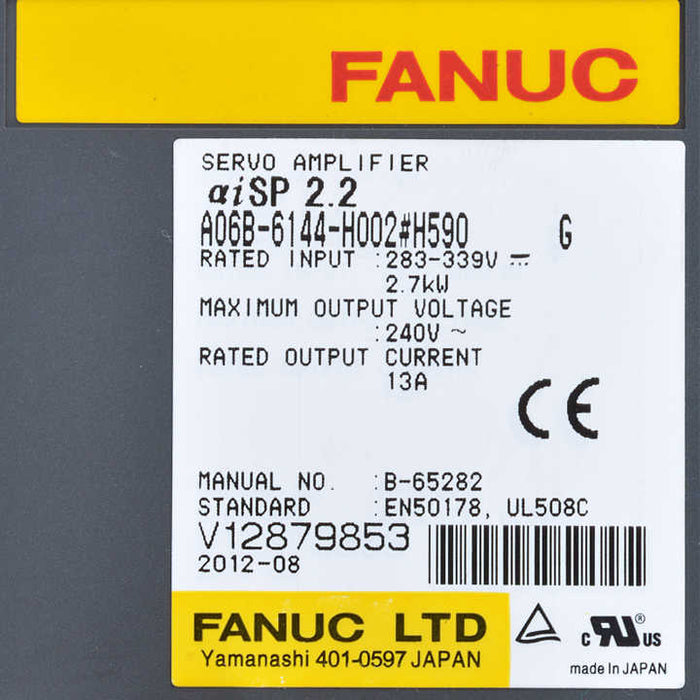 FANUC
SERVO AMPLIFIER
αiSP 2.2
A06B-6144-H002#H590 G
RATED INPUT :283-339V ⎓
2.7kW
MAXIMUM OUTPUT VOLTAGE
:240V ~
RATED OUTPUT CURRENT
13A
CE
MANUAL NO. :B-65282
STANDARD :EN50178, UL508C
V12879853
2012-08
FANUC LTD
Yamanashi 401-0597 JAPAN
c RU® US
made In JAPAN